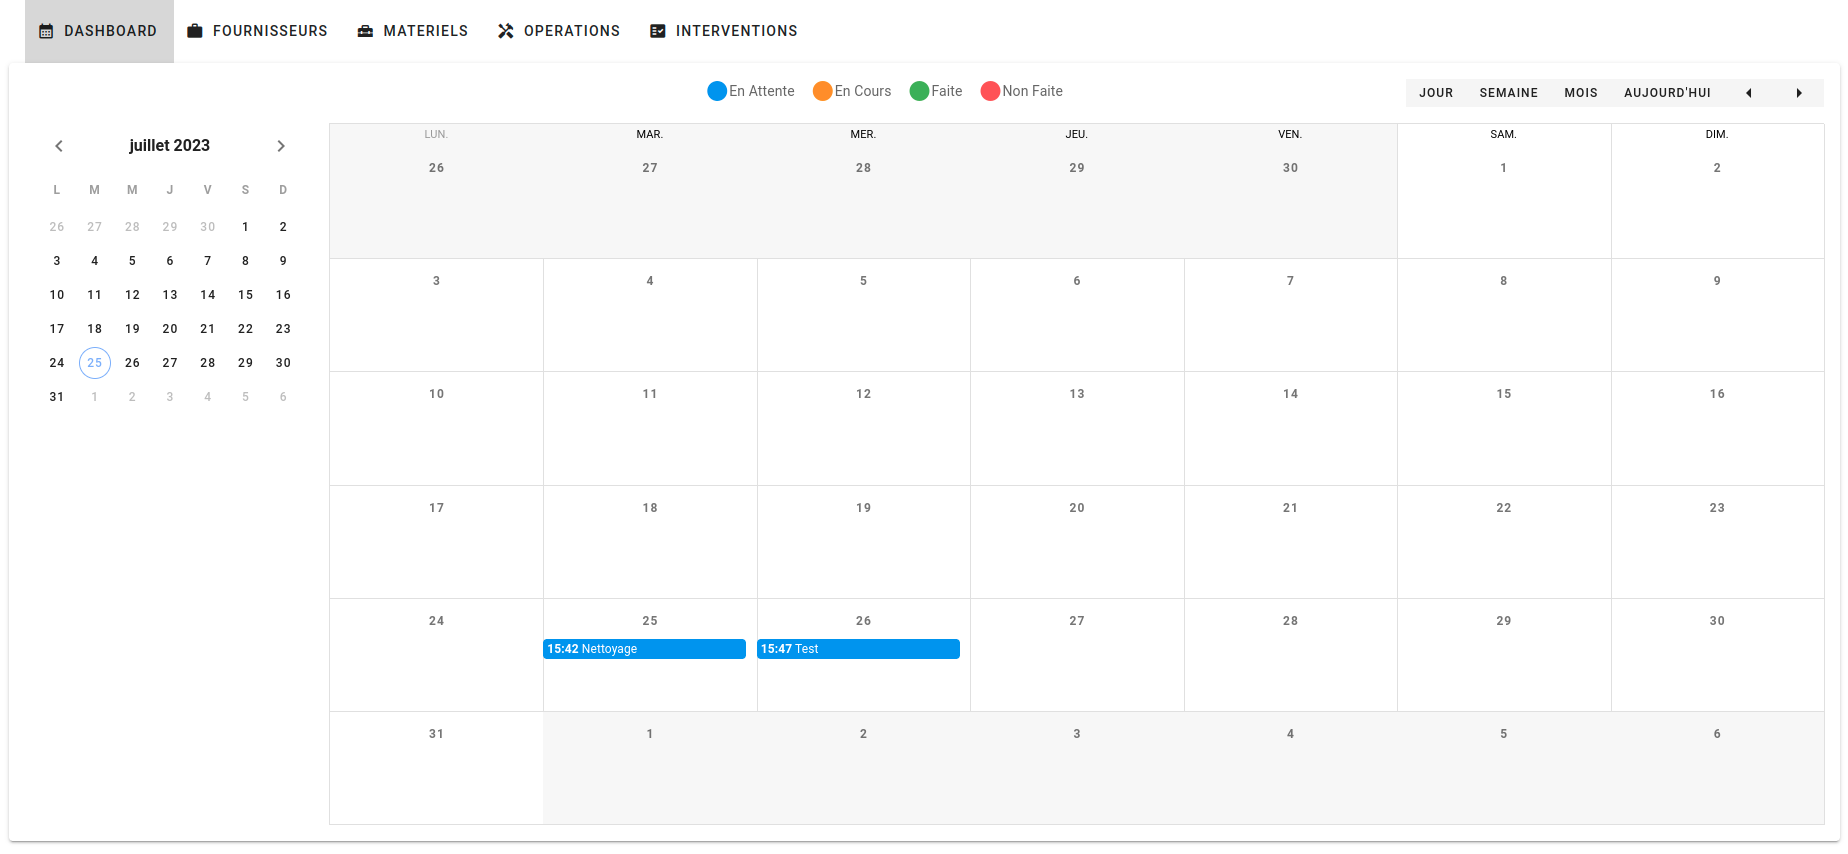 DASHBOARD FOURNISSEURS MATERIELS OPERATIONS INTERVENTIONS
En Attente En Cours Faite Non Faite
JOUR SEMAINE MOIS AUJOURD'HUI
juillet 2023
L M M J V S D
26 27 28 29 30 1 2
3 4 5 6 7 8 9
10 11 12 13 14 15 16
17 18 19 20 21 22 23
24 25 26 27 28 29 30
31 1 2 3 4 5 6
LUN. MAR. MER. JEU. VEN. SAM. DIM.
26 27 28 29 30 1 2
3 4 5 6 7 8 9
10 11 12 13 14 15 16
17 18 19 20 21 22 23
24 25 26 27 28 29 30
15:42 Nettoyage 15:47 Test
31 1 2 3 4 5 6